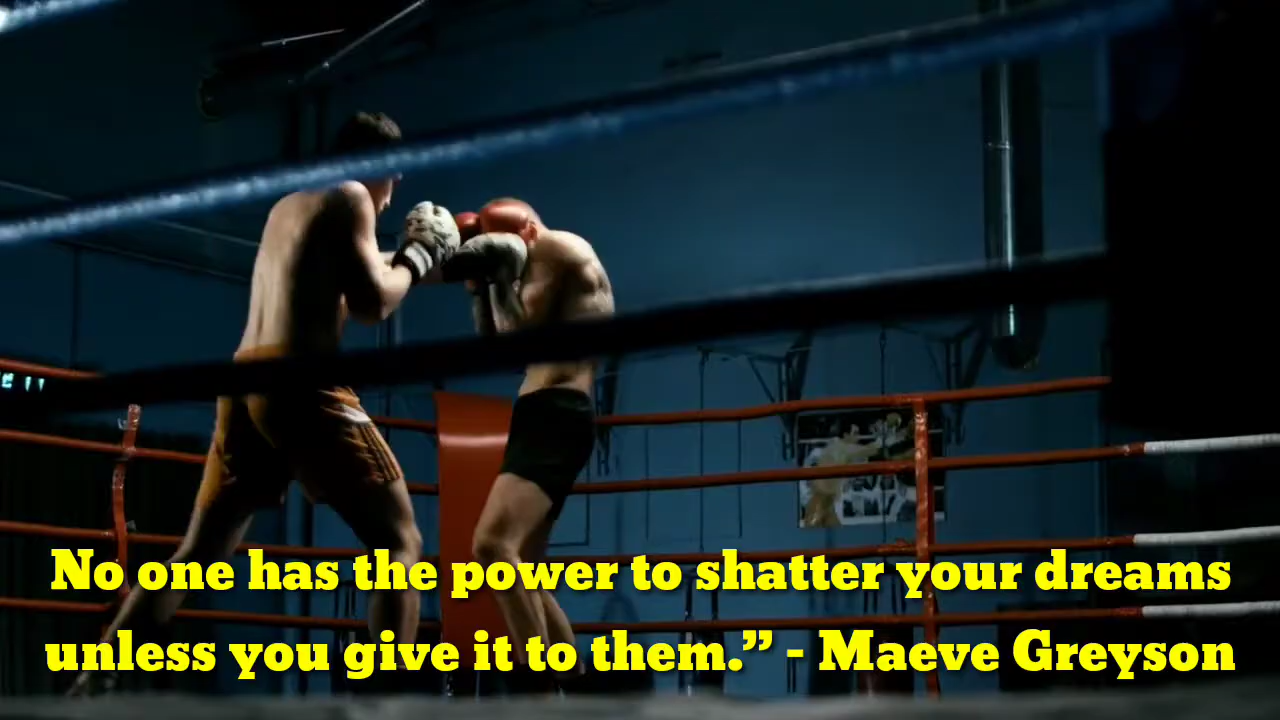 No one has the power to shatter your dreams
unless you give it to them.” - Maeve Greyson